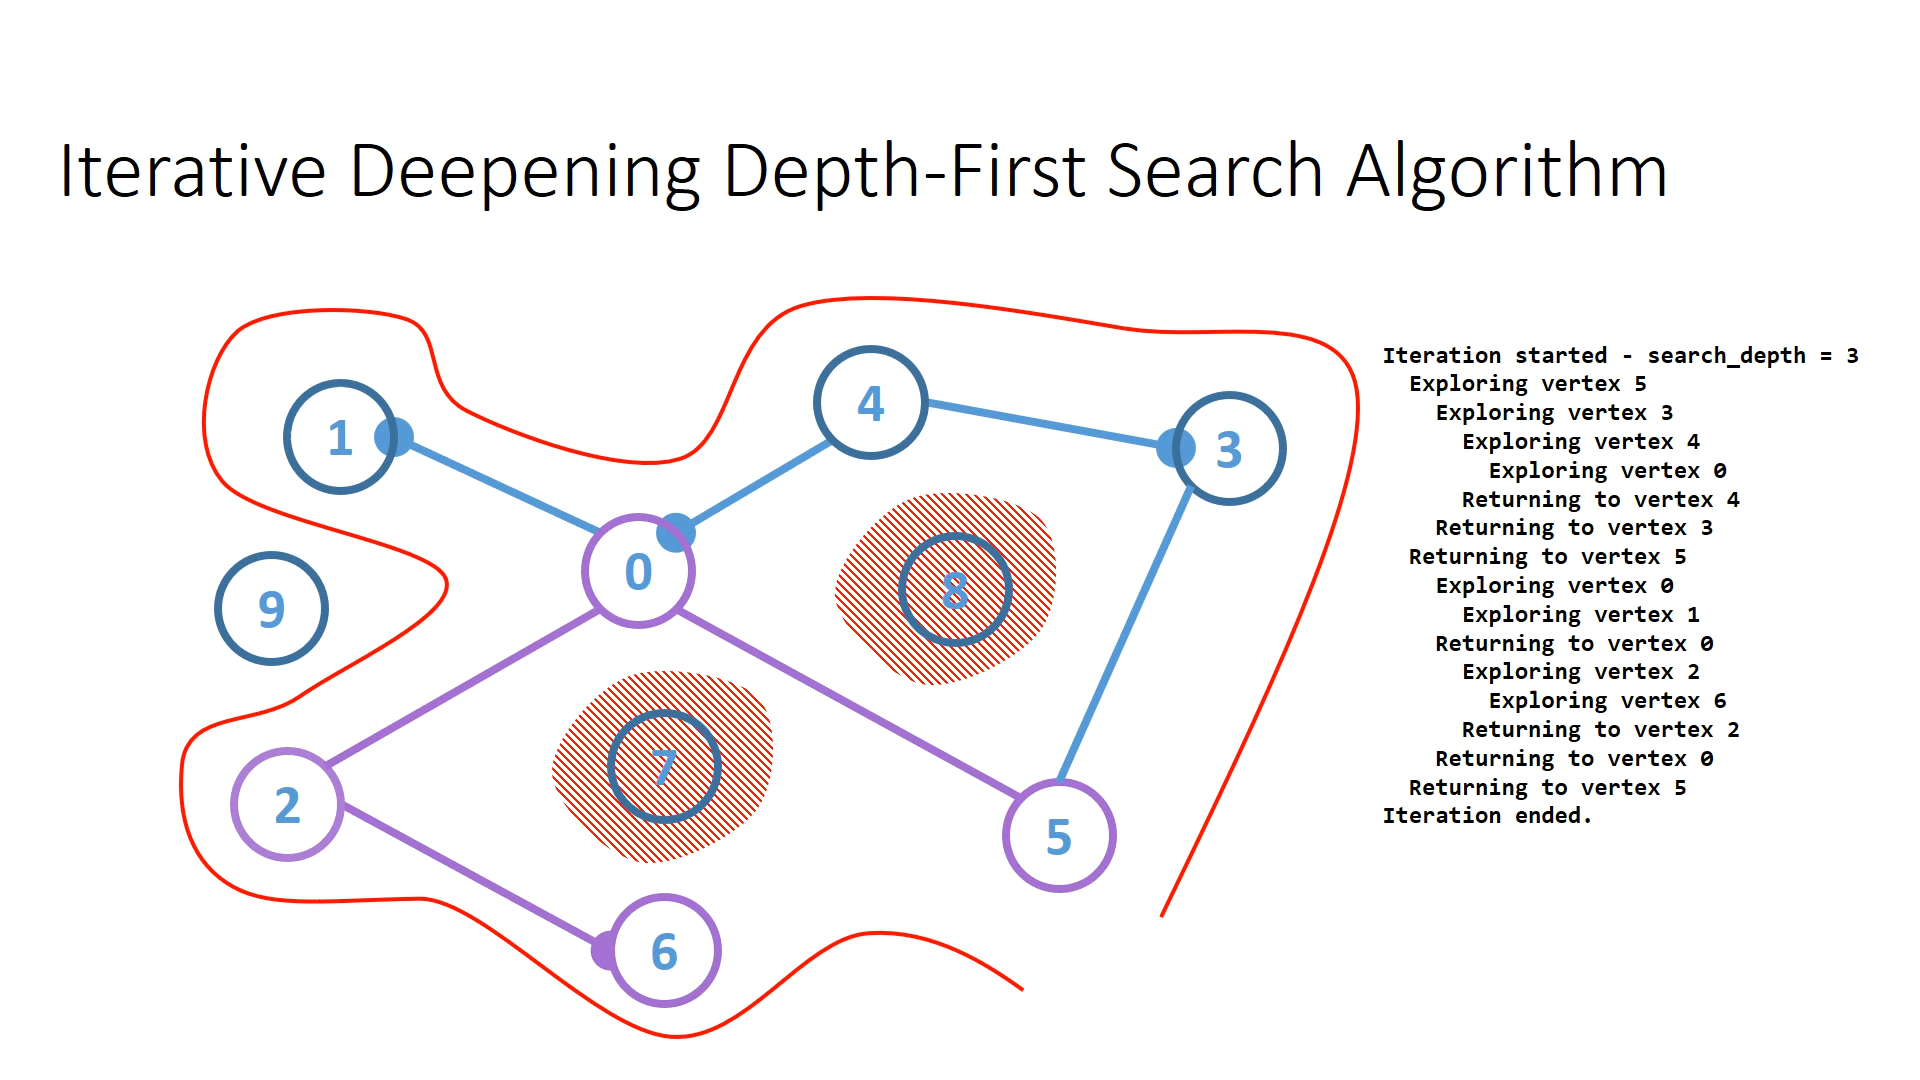 Iterative Deepening Depth-First Search Algorithm
1
4
3
0
8
9
7
2
5
6
Iteration started - search_depth = 3
Exploring vertex 5
Exploring vertex 3
Exploring vertex 4
Exploring vertex 0
Returning to vertex 4
Returning to vertex 3
Returning to vertex 5
Exploring vertex 0
Exploring vertex 1
Returning to vertex 0
Exploring vertex 2
Exploring vertex 6
Returning to vertex 2
Returning to vertex 0
Returning to vertex 5
Iteration ended.